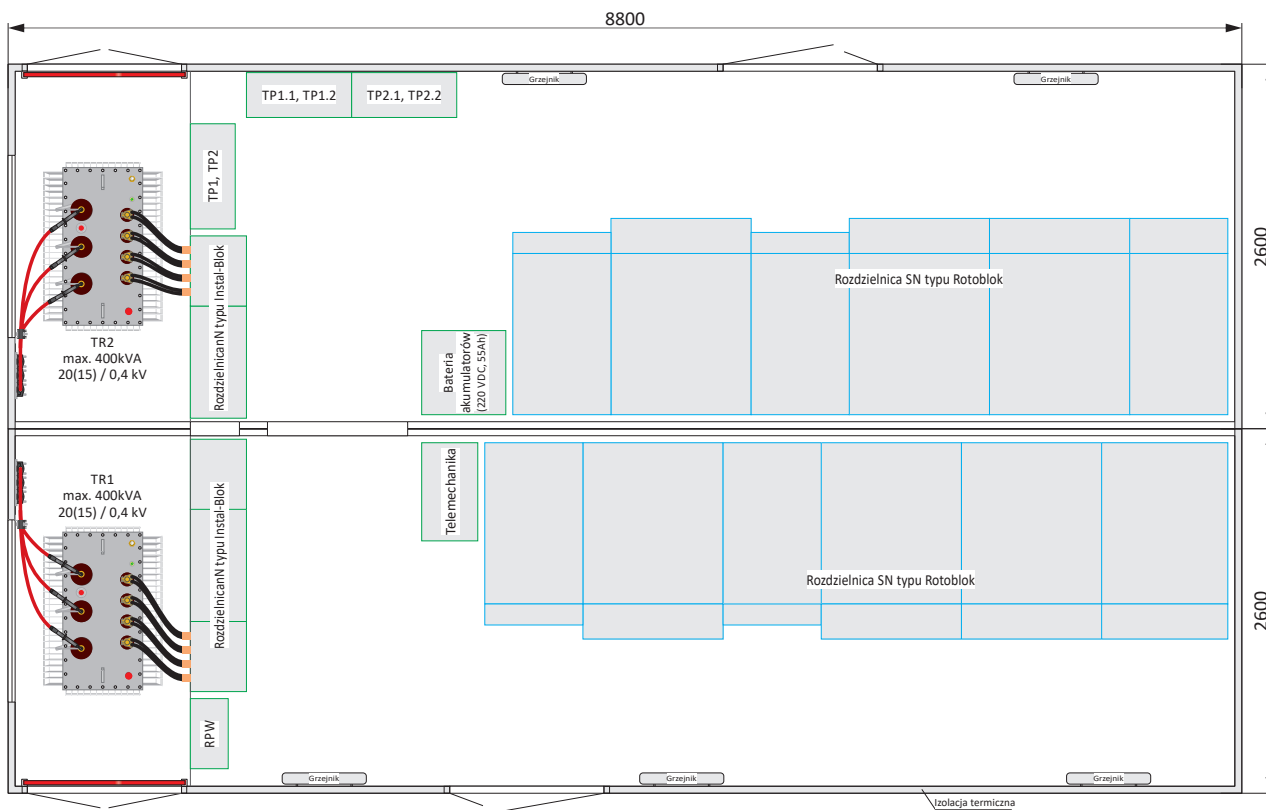 8800
Grzejnik
Grzejnik
TP1.1, TP1.2
TP2.1, TP2.2
TP1, TP2
2600
Rozdzielnica SN typu Rotoblok
RozdzielnicanN typu Instal-Blok
TR2
max. 400kVA
20(15) / 0,4 kV
Bateria
akumulatorów
(220 VDC, 55Ah)
TR1
max. 400kVA
20(15) / 0,4 kV
Telemechanika
RozdzielnicanN typu Instal-Blok
Rozdzielnica SN typu Rotoblok
2600
RPW
Grzejnik
Grzejnik
Grzejnik
Izolacja termiczna